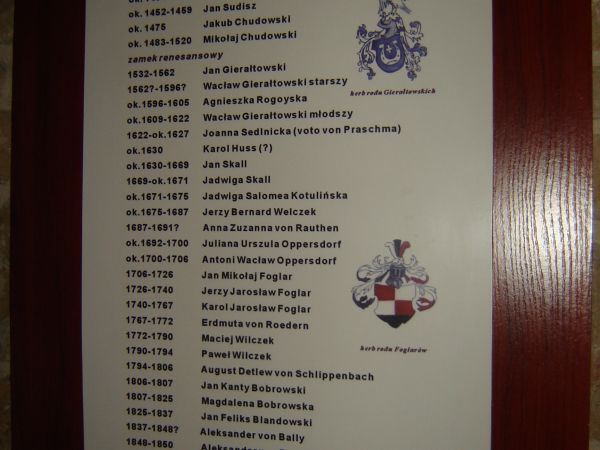 ok. 1452-1459 Jan Sudisz
ok. 1475 Jakub Chudowski
ok. 1483-1520 Mikołaj Chudowski
zamek renesansowy
1532-1562 Jan Gierałtowski
1562?-1596? Wacław Gierałtowski starszy
ok.1596-1605 Agnieszka Rogoyska
ok.1609-1622 Wacław Gierałtowski młodszy
1622-ok.1627 Joanna Sedlnicka (voto von Praschma)
ok.1630 Karol Huss (?)
ok.1630-1669 Jan Skall
1669-ok.1671 Jadwiga Skall
ok.1671-1675 Jadwiga Salomea Kotulińska
ok.1675-1687 Jerzy Bernard Welczek
1687-1691? Anna Zuzanna von Rauthen
ok.1692-1700 Juliana Urszula Oppersdorf
ok.1700-1706 Antoni Wacław Oppersdorf
1706-1726 Jan Mikołaj Foglar
1726-1740 Jerzy Jarosław Foglar
1740-1767 Karol Jarosław Foglar
1767-1772 Erdmuta von Roedern
1772-1790 Maciej Wilczek
1790-1794 Paweł Wilczek
1794-1806 August Detlew von Schlippenbach
1806-1807 Jan Kanty Bobrowski
1807-1825 Magdalena Bobrowska
1825-1837 Jan Feliks Blandowski
1837-1848? Aleksander von Bally
1848-1850
herb rodu Gierałtowskich
herb rodu Foglarów